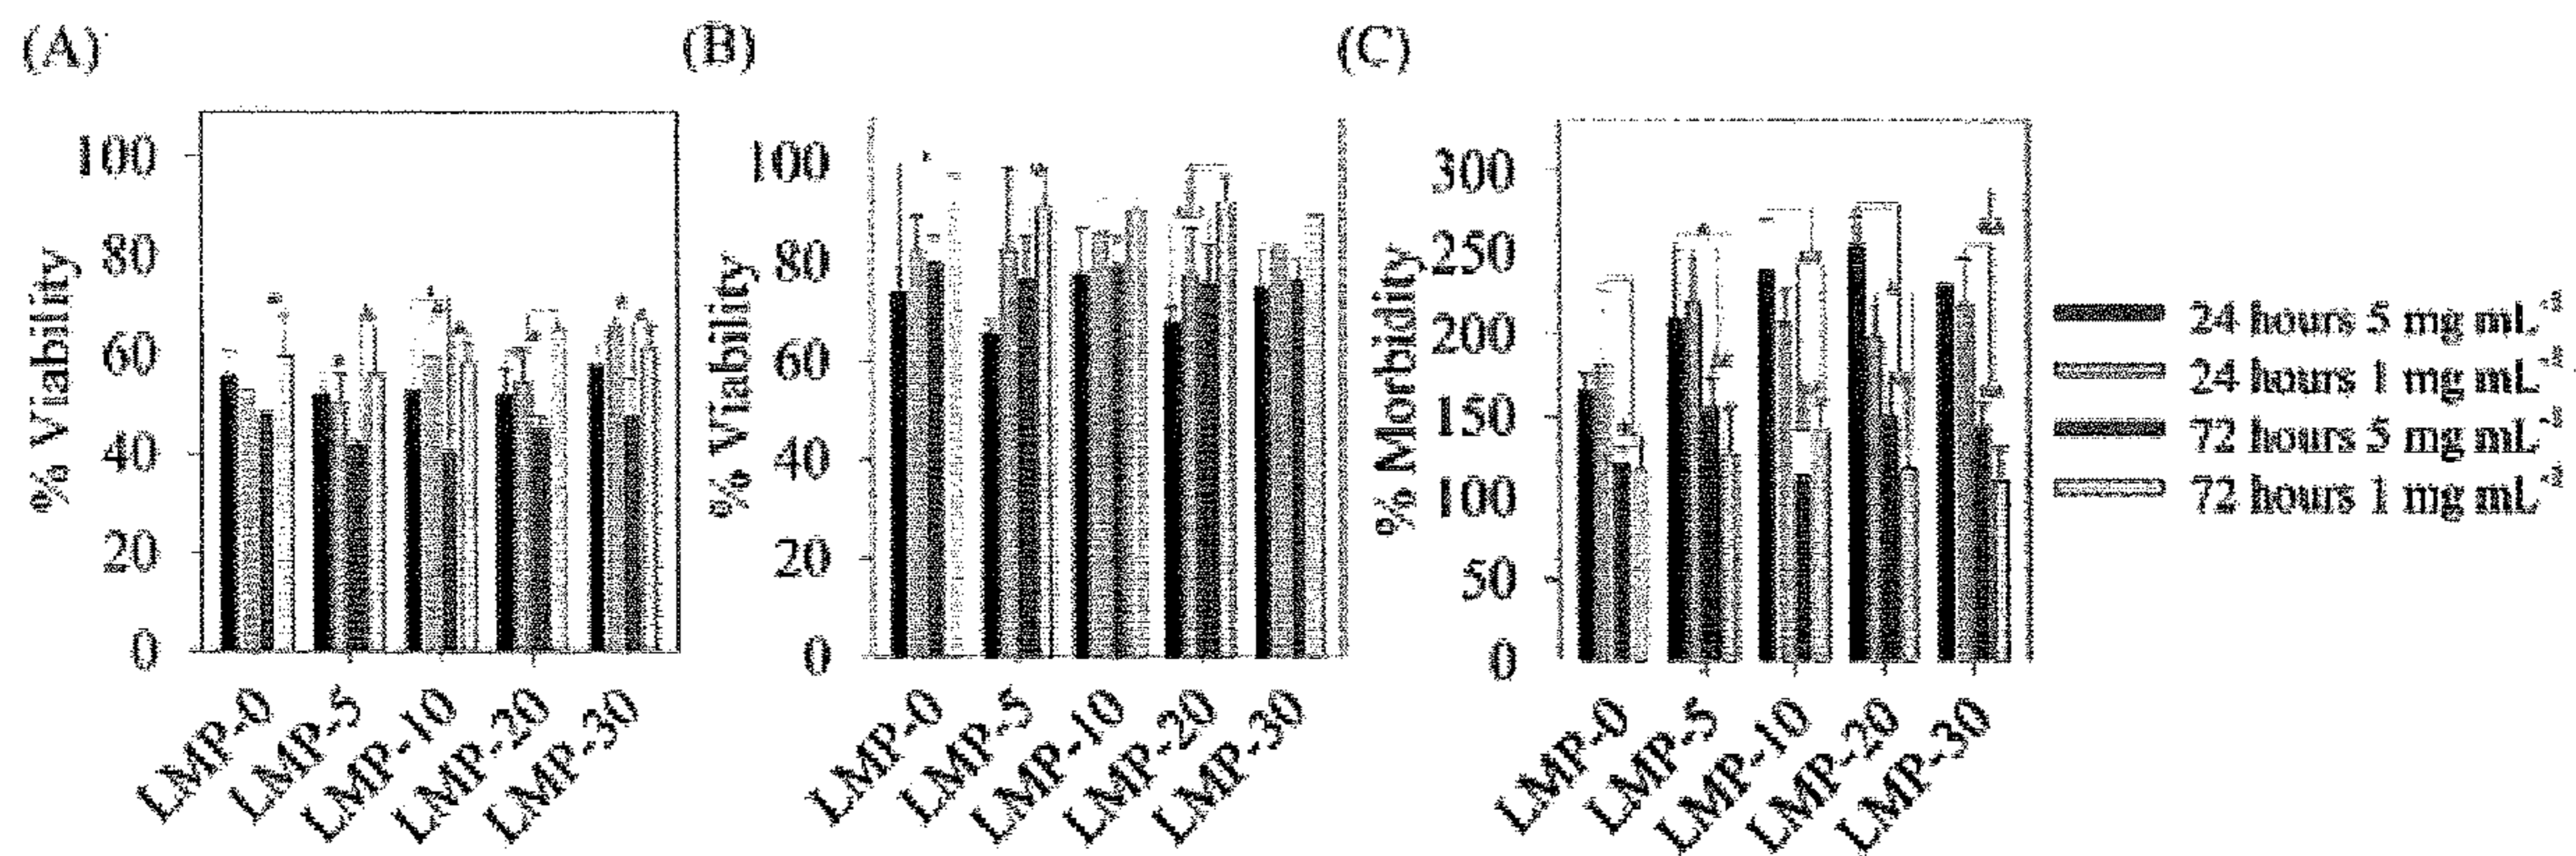 (A)
(B)
(C)
% Viability
100
80
60
40
20
0
LMP-0
LMP-5
LMP-10
LMP-20
LMP-30
% Viability
100
80
60
40
20
0
LMP-0
LMP-5
LMP-10
LMP-20
LMP-30
% Morbidity
300
250
200
150
100
50
0
LMP-0
LMP-5
LMP-10
LMP-20
LMP-30
24 hours 5 mg mL
24 hours 1 mg mL
72 hours 5 mg mL
72 hours 1 mg mL